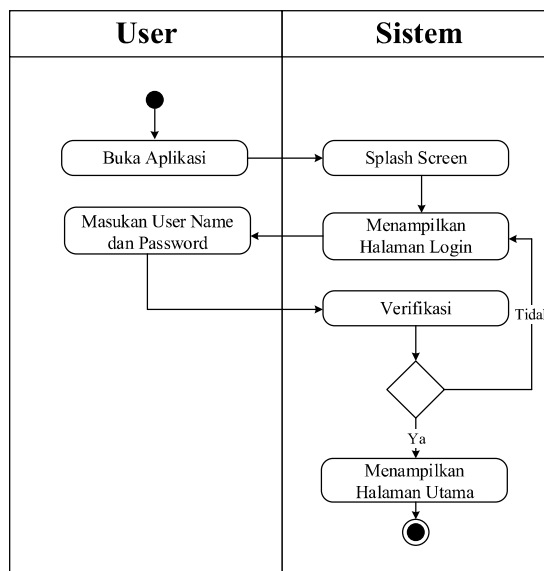 User
Sistem
Buka Aplikasi
Splash Screen
Masukan User Name
dan Password
Menampilkan
Halaman Login
Verifikasi
Tidak
Ya
Menampilkan
Halaman Utama